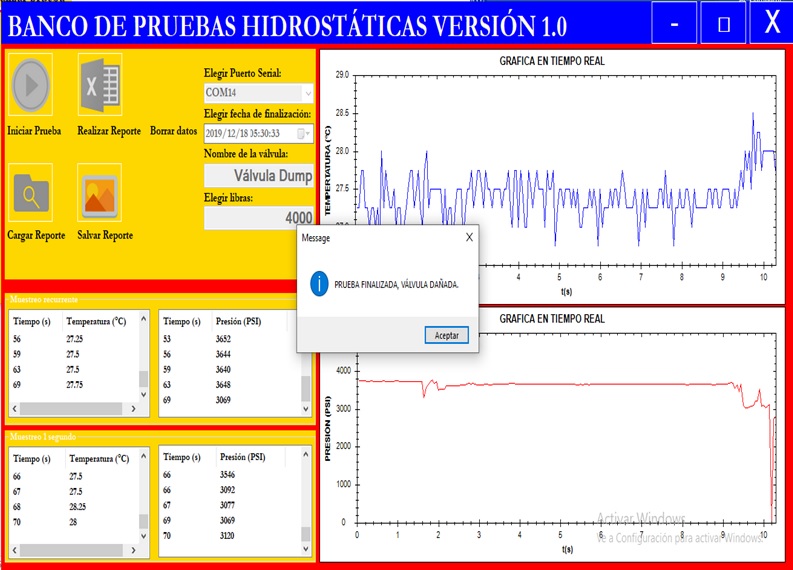 BANCO DE PRUEBAS HIDROSTÁTICAS VERSIÓN 1.0
- □ X
Iniciar Prueba
Realizar Reporte
Borrar datos
Cargar Reporte
Salvar Reporte
Elegir Puerto Serial:
COM14
Elegir fecha de finalización:
2019/12/18 35:30:33
Nombre de la válvula:
Válvula Dump
Elegir libras:
4000
GRAFICA EN TIEMPO REAL
TEMPERTATURA (°C)
29.0
28.5
28.0
27.5
4 5 6 7 8 9 10
t(s)
Message X
PRUEBA FINALIZADA, VÁLVULA DAÑADA.
Aceptar
Muestreo recurrente
Tiempo (s) Temperatura (°C)
56 27.25
59 27.5
63 27.5
69 27.75
Tiempo (s) Presión (PSI)
53 3652
56 3644
59 3640
63 3648
69 3069
Muestreo 1 segundo
Tiempo (s) Temperatura (°C)
66 27.5
67 27.5
68 28.25
70 28
Tiempo (s) Presión (PSI)
66 3546
66 3092
67 3077
69 3069
70 3120
GRAFICA EN TIEMPO REAL
PRESION (PSI)
4000
3000
2000
1000
0
0 1 2 3 4 5 6 7 8 9 10
t(s)
Activar Windows
Ve a Configuración para activar Windows.